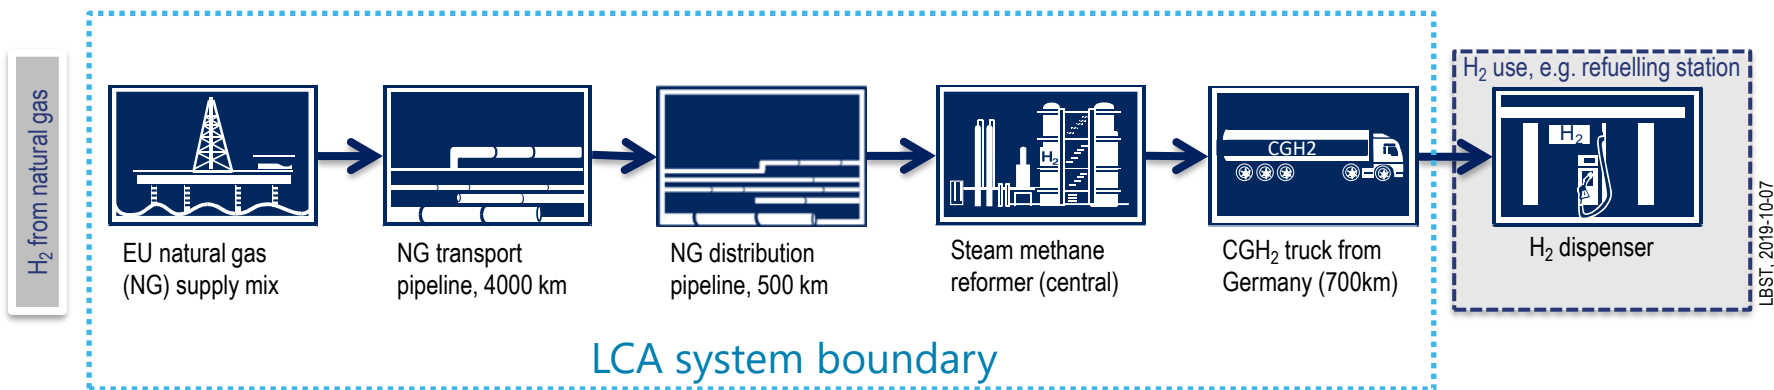 H₂ from natural gas
EU natural gas
(NG) supply mix
NG transport
pipeline, 4000 km
NG distribution
pipeline, 500 km
H₂
Steam methane
reformer (central)
CGH2
CGH₂ truck from
Germany (700km)
H₂ use, e.g. refuelling station
H₂
H₂ dispenser
LBST, 2019-10-07
LCA system boundary